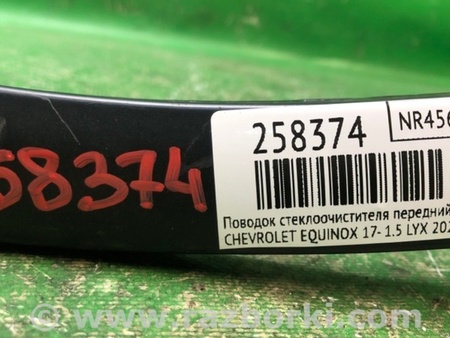 258374
NR456
58374
Поводок стеклоочистителя передний
CHEVROLET EQUINOX 17- 1.5 LYX 202
www.razborki.com